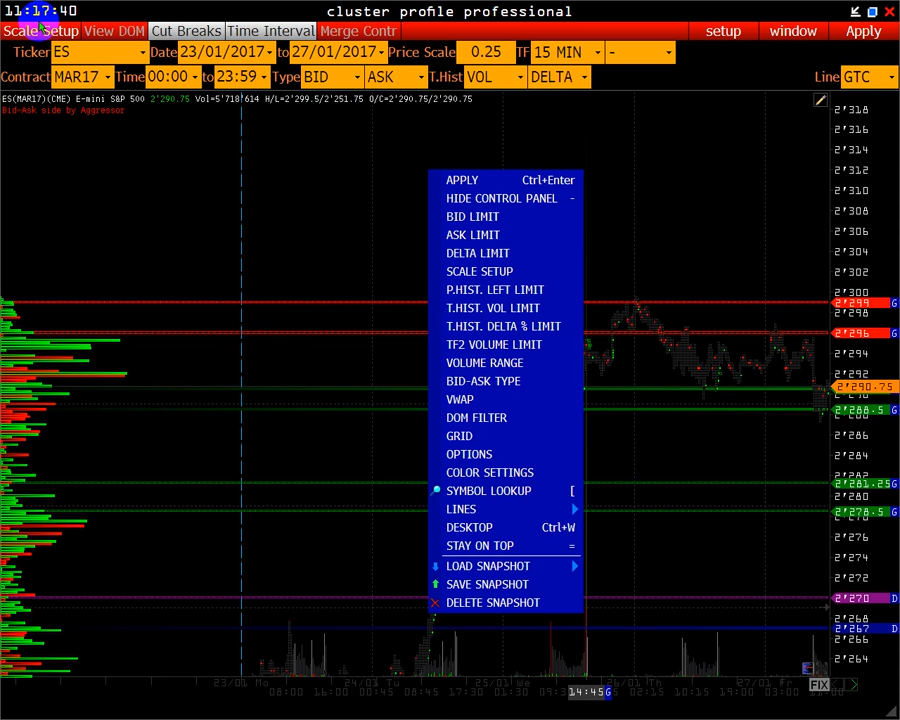 11:17:40 cluster profile professional
Scale Setup View DOM Cut Breaks Time Interval Merge Contr setup window Apply
Ticker ES Date 23/01/2017 to 27/01/2017 Price Scale 0.25 TF 15 MIN -
Contract MAR17 Time 00:00 to 23:59 Type BID ASK T.Hist VOL DELTA Line GTC
ES(MAR17)(CME) E-mini S&P 500 2'290.75 Vol=5'718'614 H/L=2'299.5/2'251.75 O/C=2'290.75/2'290.75
Bid-Ask side by Aggressor
APPLY Ctrl+Enter
HIDE CONTROL PANEL -
BID LIMIT
ASK LIMIT
DELTA LIMIT
SCALE SETUP
P.HIST. LEFT LIMIT
T.HIST. VOL LIMIT
T.HIST. DELTA % LIMIT
TF2 VOLUME LIMIT
VOLUME RANGE
BID-ASK TYPE
VWAP
DOM FILTER
GRID
OPTIONS
COLOR SETTINGS
SYMBOL LOOKUP [
LINES
DESKTOP Ctrl+W
STAY ON TOP =
LOAD SNAPSHOT
SAVE SNAPSHOT
DELETE SNAPSHOT
2'318
2'316
2'314
2'312
2'310
2'308
2'306
2'304
2'302
2'300
2'299 G
2'298
2'296 G
2'294
2'292
2'290.75
2'288.5 G
2'286
2'284
2'281.25 G
2'280
2'278.5 G
2'276
2'274
2'272
2'270 D
2'268
2'267 D
2'266
2'264
FIX
23/01 Mo 24/01 Tu 25/01 We 26/01 Th 27/01 Fr
08:00 16:00 00:45 08:45 17:30 01:30 14:45 G 02:15 10:15 19:00 03:00